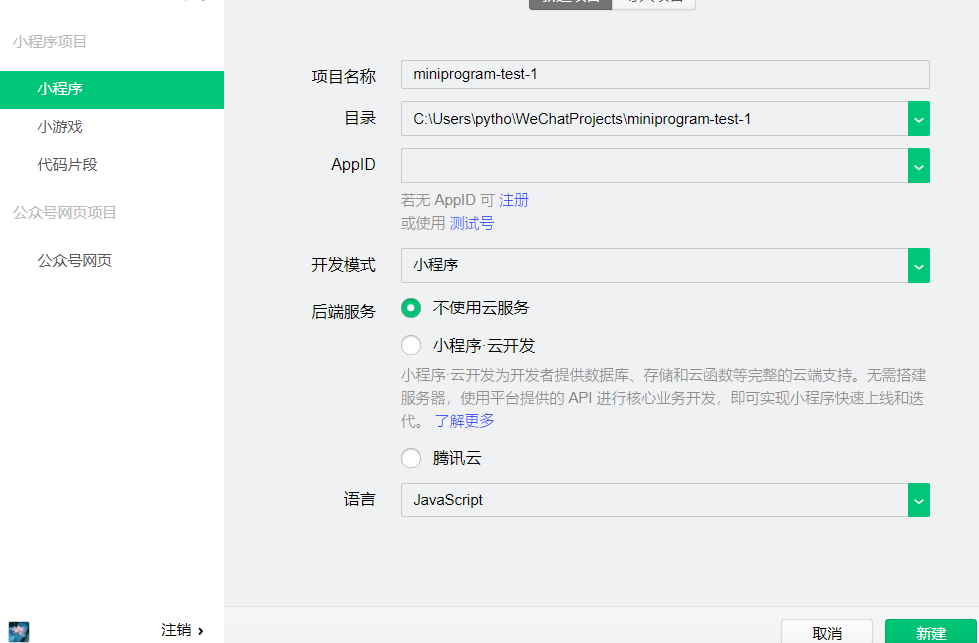 小程序项目
小程序
小游戏
代码片段
公众号网页项目
公众号网页
注销
项目名称
miniprogram-test-1
目录
C:\Users\pytho\WeChatProjects\miniprogram-test-1
AppID
若无 AppID 可 注册
或使用 测试号
开发模式
小程序
后端服务
不使用云服务
小程序·云开发
小程序·云开发为开发者提供数据库、存储和云函数等完整的云端支持。无需搭建
服务器，使用平台提供的 API 进行核心业务开发，即可实现小程序快速上线和迭
代。 了解更多
腾讯云
语言
JavaScript
取消
新建